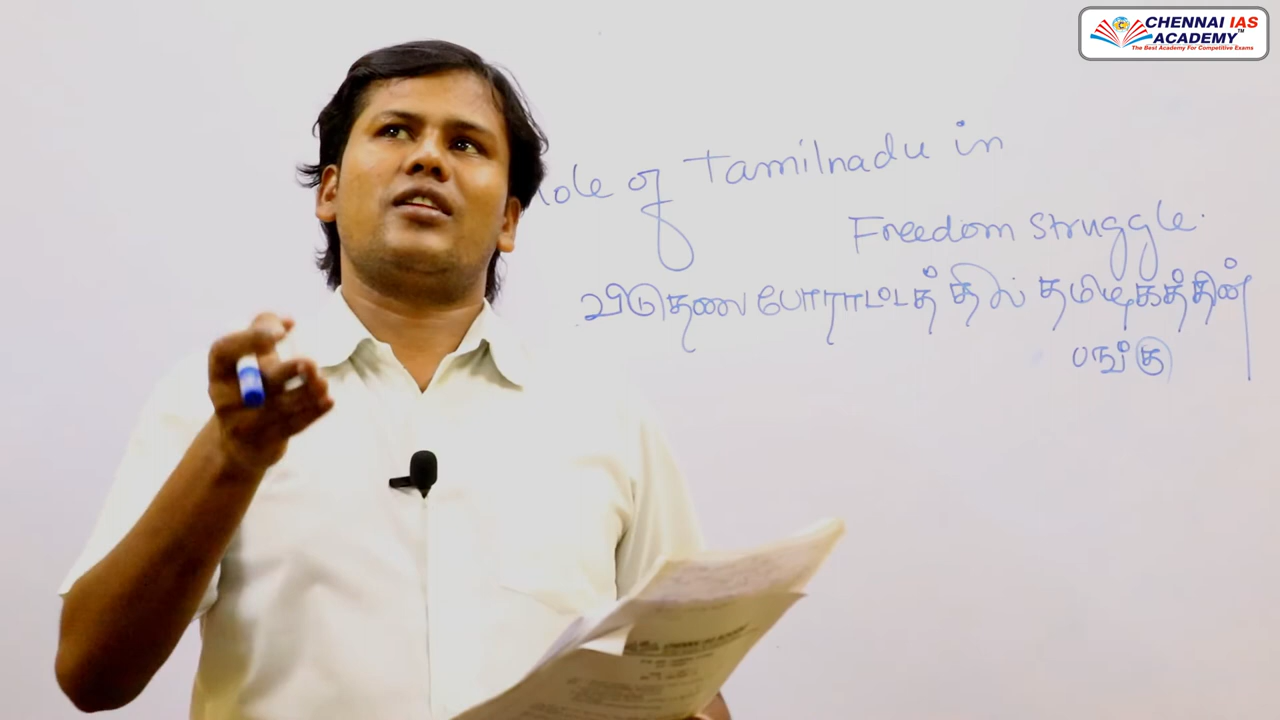 CHENNAI IAS
ACADEMY™
The Best Academy For Competitive Exams
ole of Tamilnadu in
Freedom struggle.
விடுதலை போராட்டத்தில் தமிழகத்தின்
பங்கு